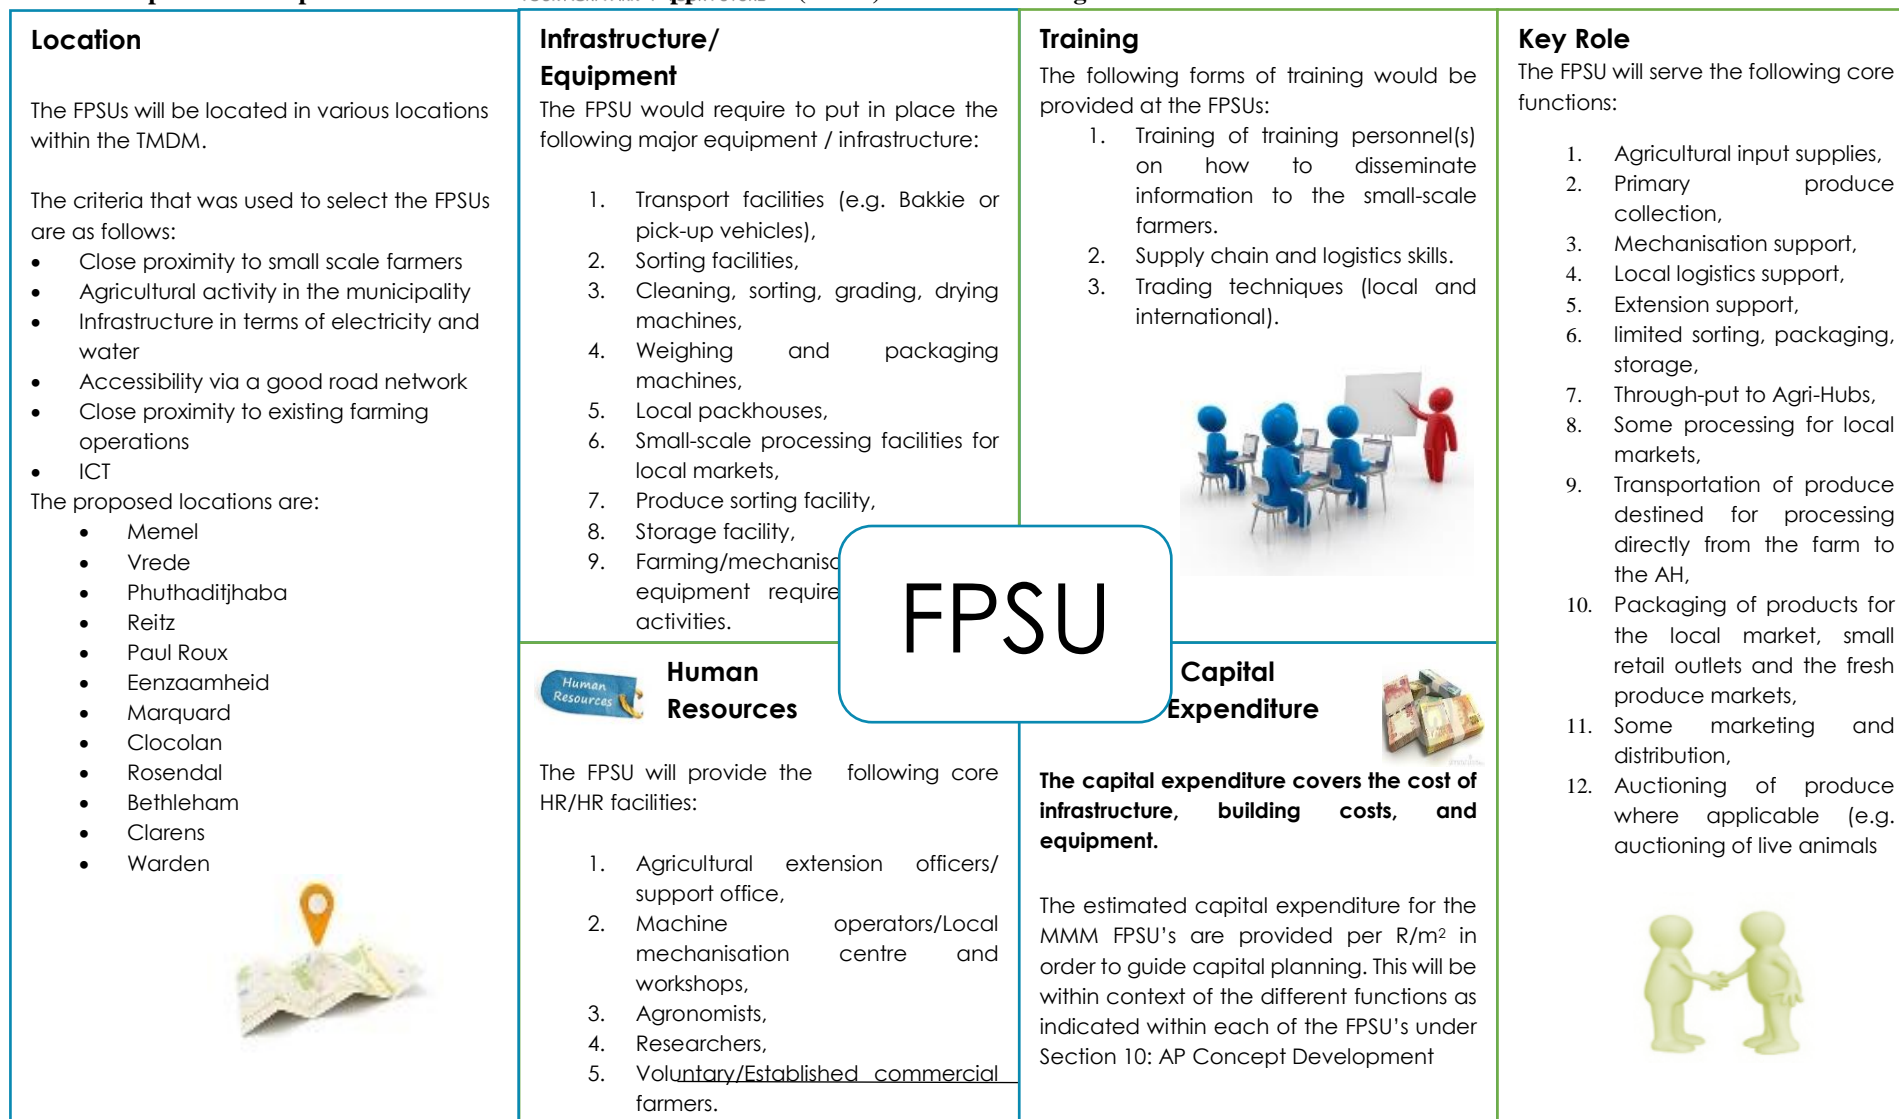 Location
The FPSUs will be located in various locations
within the TMDM.
The criteria that was used to select the FPSUs
are as follows:
• Close proximity to small scale farmers
• Agricultural activity in the municipality
• Infrastructure in terms of electricity and
water
• Accessibility via a good road network
• Close proximity to existing farming
operations
• ICT
The proposed locations are:
• Memel
• Vrede
• Phuthaditjhaba
• Reitz
• Paul Roux
• Eenzaamheid
• Marquard
• Clocolan
• Rosendal
• Bethleham
• Clarens
• Warden
Infrastructure/
Equipment
The FPSU would require to put in place the
following major equipment / infrastructure:
1. Transport facilities (e.g. Bakkie or
pick-up vehicles),
2. Sorting facilities,
3. Cleaning, sorting, grading, drying
machines,
4. Weighing and packaging
machines,
5. Local packhouses,
6. Small-scale processing facilities for
local markets,
7. Produce sorting facility,
8. Storage facility,
9. Farming/mechanisa
equipment require
activities.
Training
The following forms of training would be
provided at the FPSUs:
1. Training of training personnel(s)
on how to disseminate
information to the small-scale
farmers.
2. Supply chain and logistics skills.
3. Trading techniques (local and
international).
FPSU
Human
Resources
Human
Resources
The FPSU will provide the following core
HR/HR facilities:
1. Agricultural extension officers/
support office,
2. Machine operators/Local
mechanisation centre and
workshops,
3. Agronomists,
4. Researchers,
5. Voluntary/Established commercial
farmers.
Capital
Expenditure
The capital expenditure covers the cost of
infrastructure, building costs, and
equipment.
The estimated capital expenditure for the
MMM FPSU’s are provided per R/m² in
order to guide capital planning. This will be
within context of the different functions as
indicated within each of the FPSU’s under
Section 10: AP Concept Development
Key Role
The FPSU will serve the following core
functions:
1. Agricultural input supplies,
2. Primary produce
collection,
3. Mechanisation support,
4. Local logistics support,
5. Extension support,
6. limited sorting, packaging,
storage,
7. Through-put to Agri-Hubs,
8. Some processing for local
markets,
9. Transportation of produce
destined for processing
directly from the farm to
the AH,
10. Packaging of products for
the local market, small
retail outlets and the fresh
produce markets,
11. Some marketing and
distribution,
12. Auctioning of produce
where applicable (e.g.
auctioning of live animals